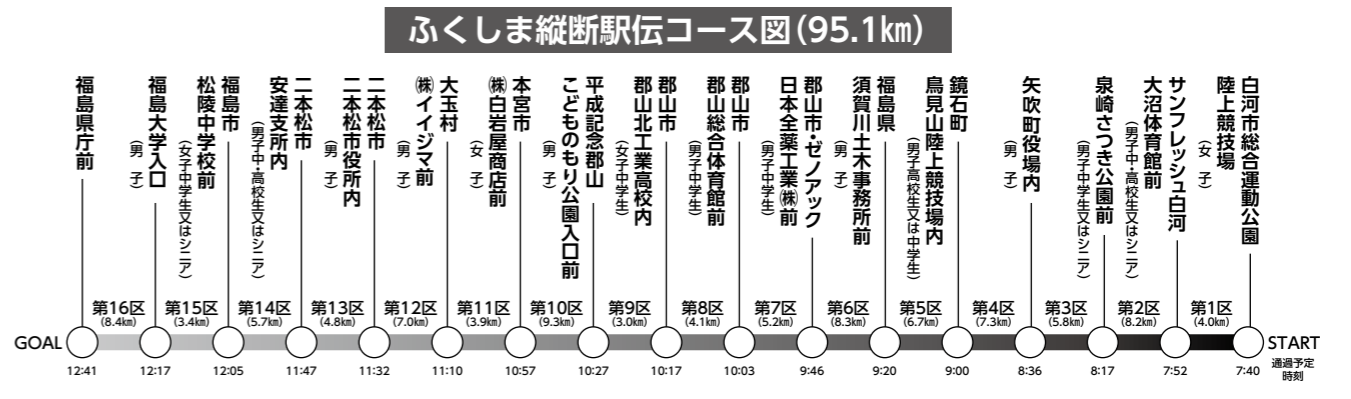 ふくしま縦断駅伝コース図(95.1㎞)
白河市総合運動公園
陸上競技場
(女 子)
サンフレッシュ白河
大沼体育館前
(男子中・高校生又はシニア)
泉崎さつき公園前
(男子中学生又はシニア)
矢吹町役場内
(男 子)
鏡石町
鳥見山陸上競技場内
(男子高校生又は中学生)
福島県
須賀川土木事務所前
(男 子)
郡山市・ゼノアック
日本全薬工業㈱前
(男子中学生)
郡山市
郡山総合体育館前
(男子中学生)
郡山市
郡山北工業高校内
(女子中学生)
平成記念郡山
こどものもり公園入口前
(男 子)
本宮市
㈱白岩屋商店前
(女 子)
大玉村
㈱イイジマ前
(男 子)
二本松市
二本松市役所内
(男 子)
二本松市
安達支所内
(男子中・高校生又はシニア)
福島市
松陵中学校前
(女子中学生又はシニア)
福島大学入口
(男 子)
福島県庁前
第16区 第15区 第14区 第13区 第12区 第11区 第10区 第9区 第8区 第7区 第6区 第5区 第4区 第3区 第2区 第1区
(8.4㎞) (3.4㎞) (5.7㎞) (4.8㎞) (7.0㎞) (3.9㎞) (9.3㎞) (3.0㎞) (4.1㎞) (5.2㎞) (8.3㎞) (6.7㎞) (7.3㎞) (5.8㎞) (8.2㎞) (4.0㎞)
GOAL START
12:41 12:17 12:05 11:47 11:32 11:10 10:57 10:27 10:17 10:03 9:46 9:20 9:00 8:36 8:17 7:52 7:40
通過予定
時刻